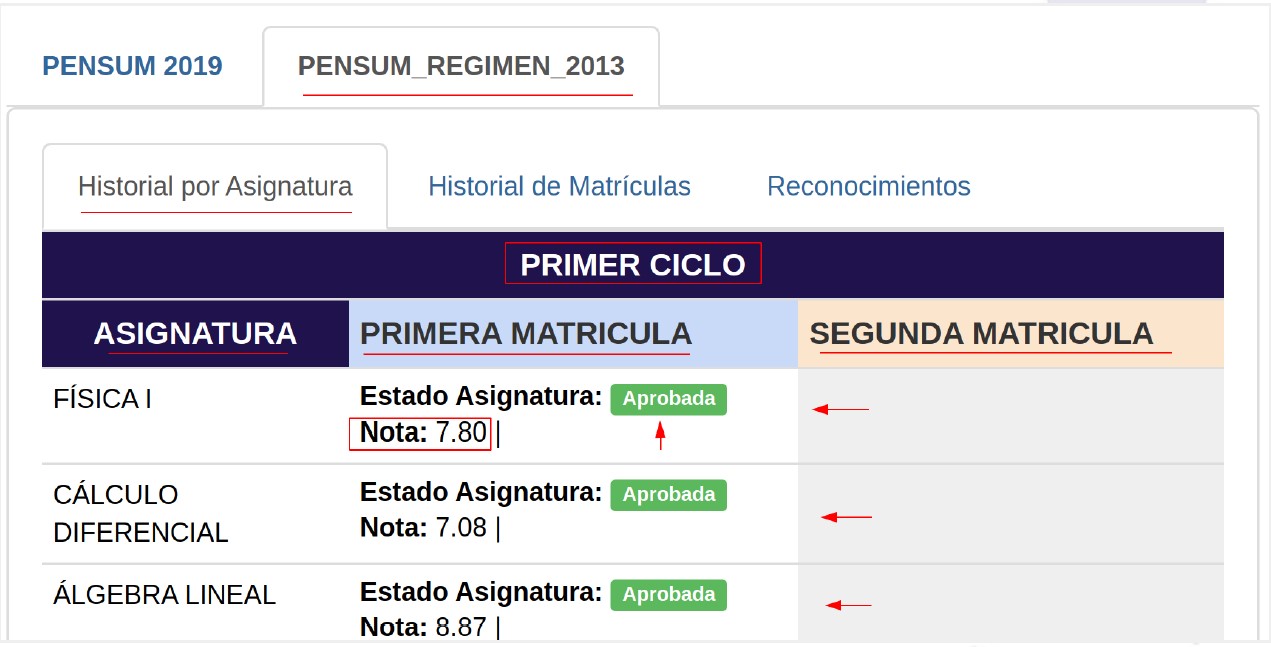 PENSUM 2019 PENSUM_REGIMEN_2013
Historial por Asignatura Historial de Matrículas Reconocimientos
PRIMER CICLO
ASIGNATURA PRIMERA MATRICULA SEGUNDA MATRICULA
FÍSICA I Estado Asignatura: Aprobada
Nota: 7.80 |
CÁLCULO Estado Asignatura: Aprobada
DIFERENCIAL Nota: 7.08 |
ÁLGEBRA LINEAL Estado Asignatura: Aprobada
Nota: 8.87 |